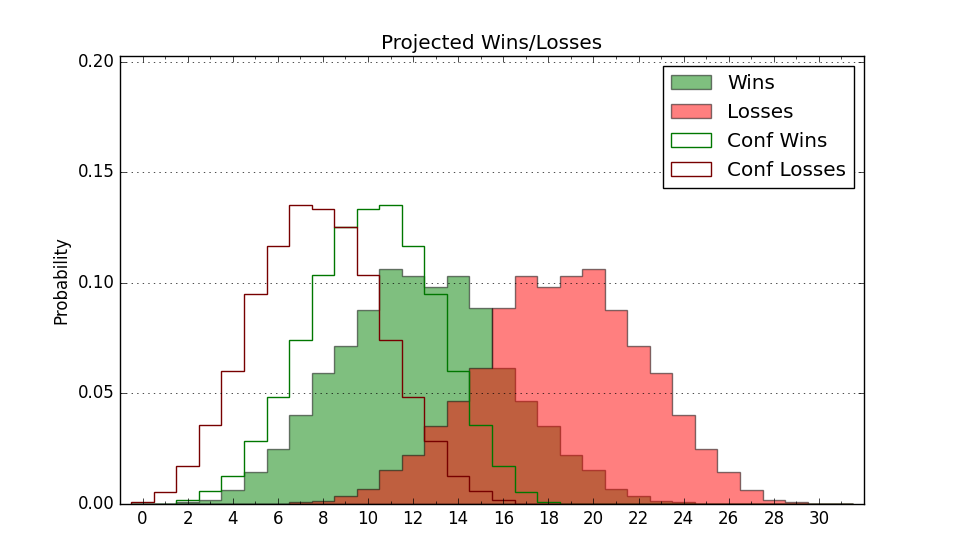 Projected Wins/Losses
0.20
0.15
0.10
0.05
0.00
Probability
Wins
Losses
Conf Wins
Conf Losses
0 2 4 6 8 10 12 14 16 18 20 22 24 26 28 30